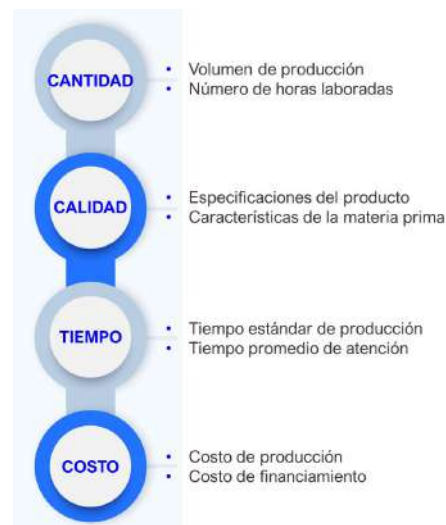 CANTIDAD
• Volumen de producción
• Número de horas laboradas
CALIDAD
• Especificaciones del producto
• Características de la materia prima
TIEMPO
• Tiempo estándar de producción
• Tiempo promedio de atención
COSTO
• Costo de producción
• Costo de financiamiento